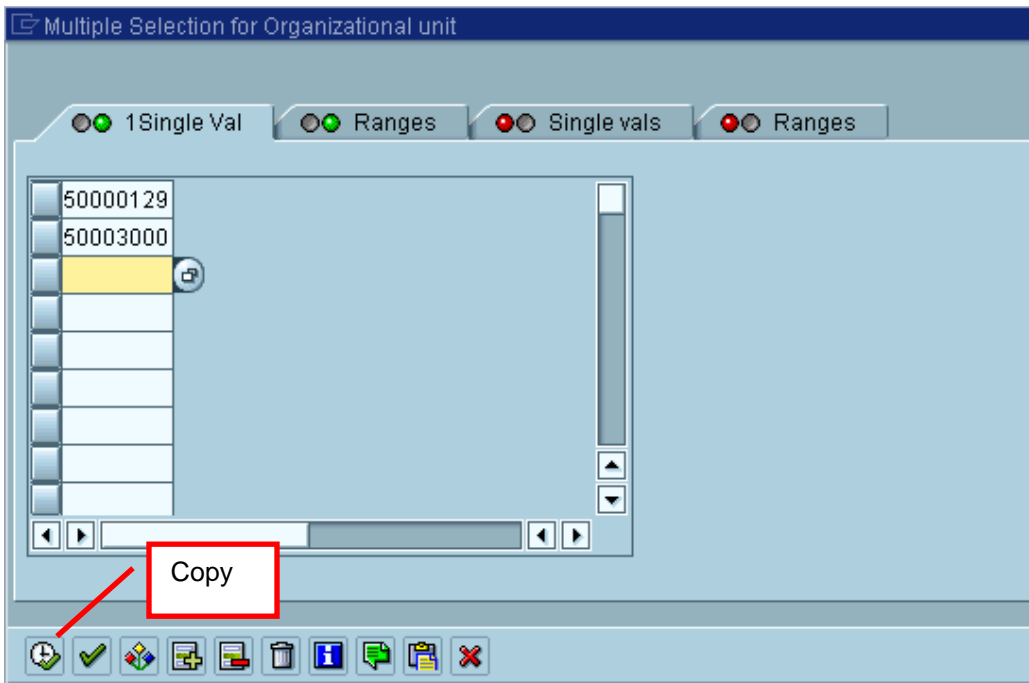 Multiple Selection for Organizational unit
1Single Val Ranges Single vals Ranges
50000129
50003000
Copy